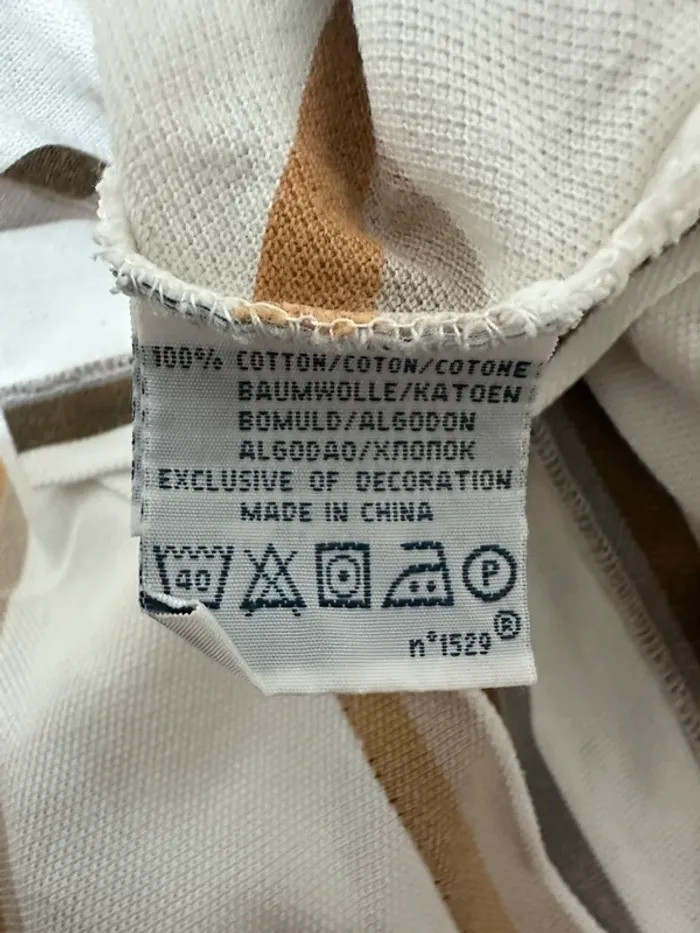 100% COTTON/COTON/COTONE
BAUMWOLLE/KATOEN
BOMULD/ALGODON
ALGODAO/ХЛОПОК
EXCLUSIVE OF DECORATION
MADE IN CHINA
40 P
n°1529 ®